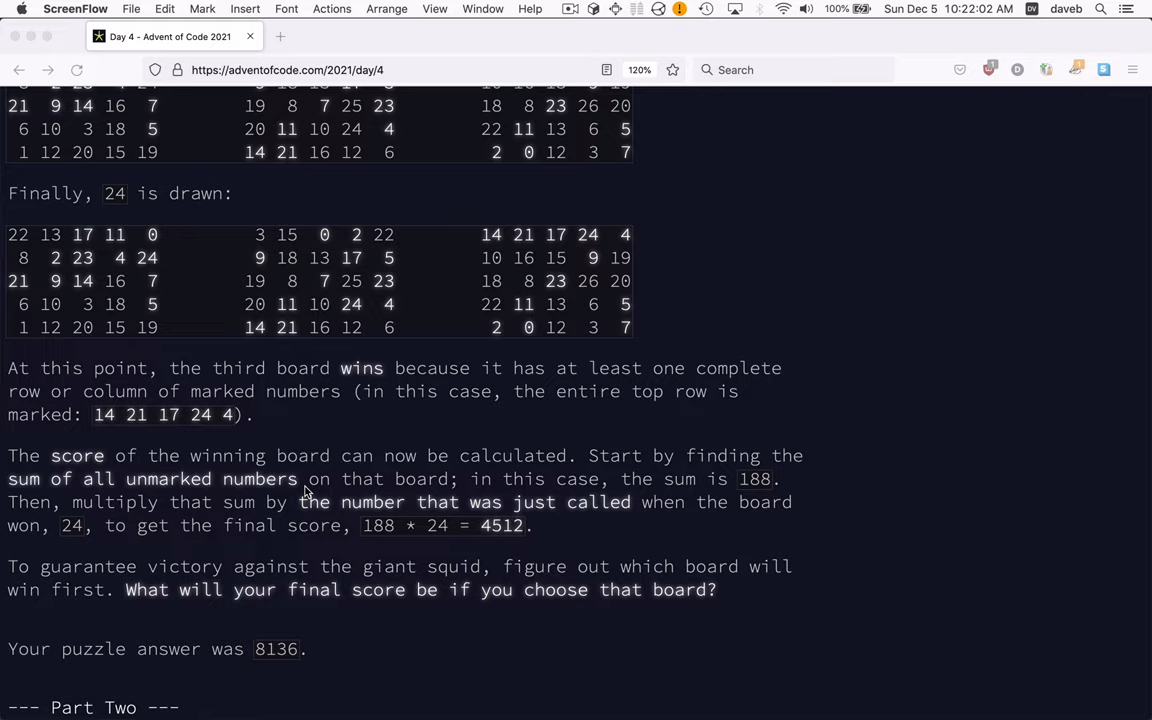 ScreenFlow File Edit Mark Insert Font Actions Arrange View Window Help 100% Sun Dec 5 10:22:02 AM DV daveb
Day 4 - Advent of Code 2021
https://adventofcode.com/2021/day/4 120% Search
21 9 14 16 7 19 8 7 25 23 18 8 23 26 20
6 10 3 18 5 20 11 10 24 4 22 11 13 6 5
1 12 20 15 19 14 21 16 12 6 2 0 12 3 7
Finally, 24 is drawn:
22 13 17 11 0 3 15 0 2 22 14 21 17 24 4
8 2 23 4 24 9 18 13 17 5 10 16 15 9 19
21 9 14 16 7 19 8 7 25 23 18 8 23 26 20
6 10 3 18 5 20 11 10 24 4 22 11 13 6 5
1 12 20 15 19 14 21 16 12 6 2 0 12 3 7
At this point, the third board wins because it has at least one complete
row or column of marked numbers (in this case, the entire top row is
marked: 14 21 17 24 4).
The score of the winning board can now be calculated. Start by finding the
sum of all unmarked numbers on that board; in this case, the sum is 188.
Then, multiply that sum by the number that was just called when the board
won, 24, to get the final score, 188 * 24 = 4512.
To guarantee victory against the giant squid, figure out which board will
win first. What will your final score be if you choose that board?
Your puzzle answer was 8136.
--- Part Two ---